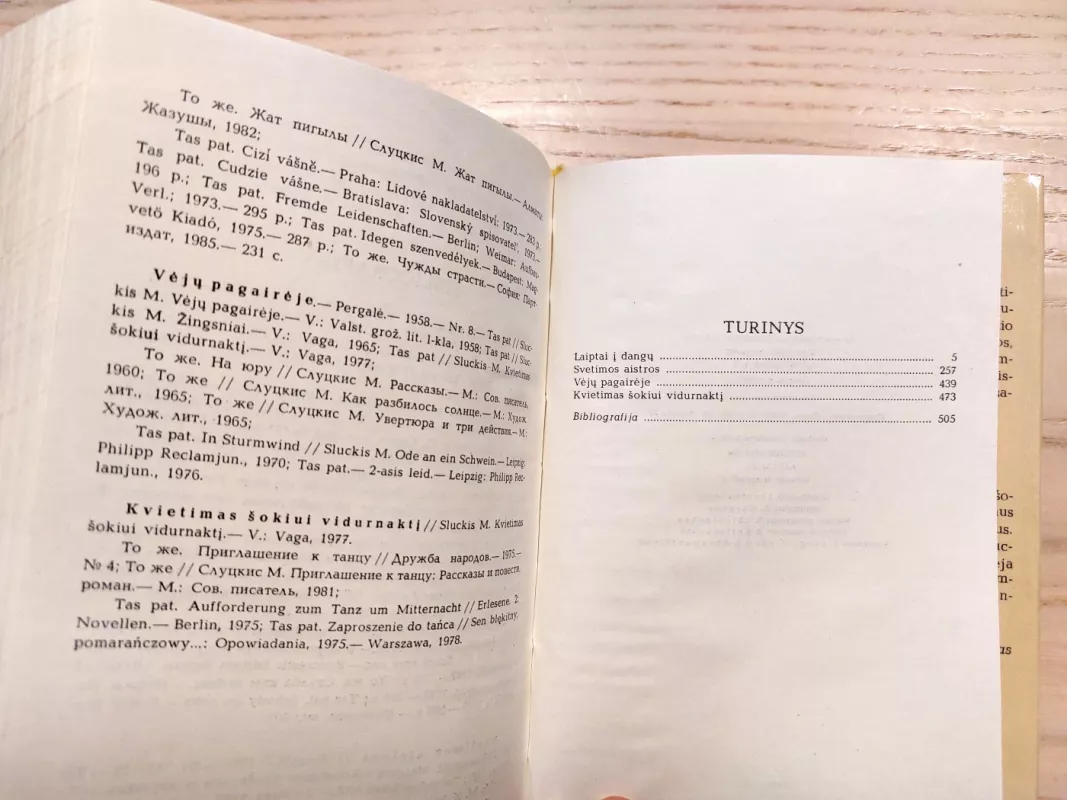 То же. Жат пигылы // Слуцкис М. Жат пигылы.— Алматы:
Жазушы, 1982;
Tas pat. Cizí vášně.— Praha: Lidové nakladatelství; 1973.— 283 p.;
Tas pat. Cudzie vášne.— Bratislava: Slovenský spisovateľ, 1973.—
196 p.; Tas pat. Fremde Leidenschaften.— Berlin; Weimar: Aufbau-
Verl.; 1973.— 295 p.; Tas pat. Idegen szenvedélyek.— Budapest: Mag-
vetö Kiadó, 1975.— 287 p.; То же. Чужды страсти.— София: Парт-
издат, 1985.— 231 с.
Vėjų pagairėje.— Pergalė.— 1958.— Nr. 8.— Tas pat // Sluc-
kis M. Vėjų pagairėje.— V.: Valst. grož. lit. l-kla, 1958; Tas pat // Sluc-
kis M. Žingsniai.— V.: Vaga, 1965; Tas pat // Sluckis M. Kvietimas
šokiui vidurnaktį.— V.: Vaga, 1977;
То же. На юру // Слуцкис М. Рассказы.— М.: Сов. писатель,
1960; То же // Слуцкис М. Как разбилось солнце.— М.: Худож.
лит., 1965; То же // Слуцкис М. Увертюра и три действия.— М.:
Худож. лит., 1965;
Tas pat. In Sturmwind // Sluckis M. Ode an ein Schwein.— Leipzig:
Philipp Reclamjun., 1970; Tas pat.— 2-asis leid.— Leipzig: Philipp Rec-
lamjun., 1976.
Kvietimas šokiui vidurnaktį // Sluckis M. Kvietimas
šokiui vidurnaktį.— V.: Vaga, 1977.
То же. Приглашение к танцу // Дружба народов.— 1975.—
№ 4; То же // Слуцкис М. Приглашение к танцу: Рассказы и повести,
роман.— М.: Сов. писатель, 1981;
Tas pat. Aufforderung zum Tanz um Mitternacht // Erlesene. 2:
Novellen.— Berlin, 1975; Tas pat. Zaproszenie do tańca // Sen błękitny,
pomarańczowy...: Opowiadania, 1975.— Warszawa, 1978.
TURINYS
Laiptai į dangų 5
Svetimos aistros 257
Vėjų pagairėje 439
Kvietimas šokiui vidurnaktį 473
Bibliografija 505